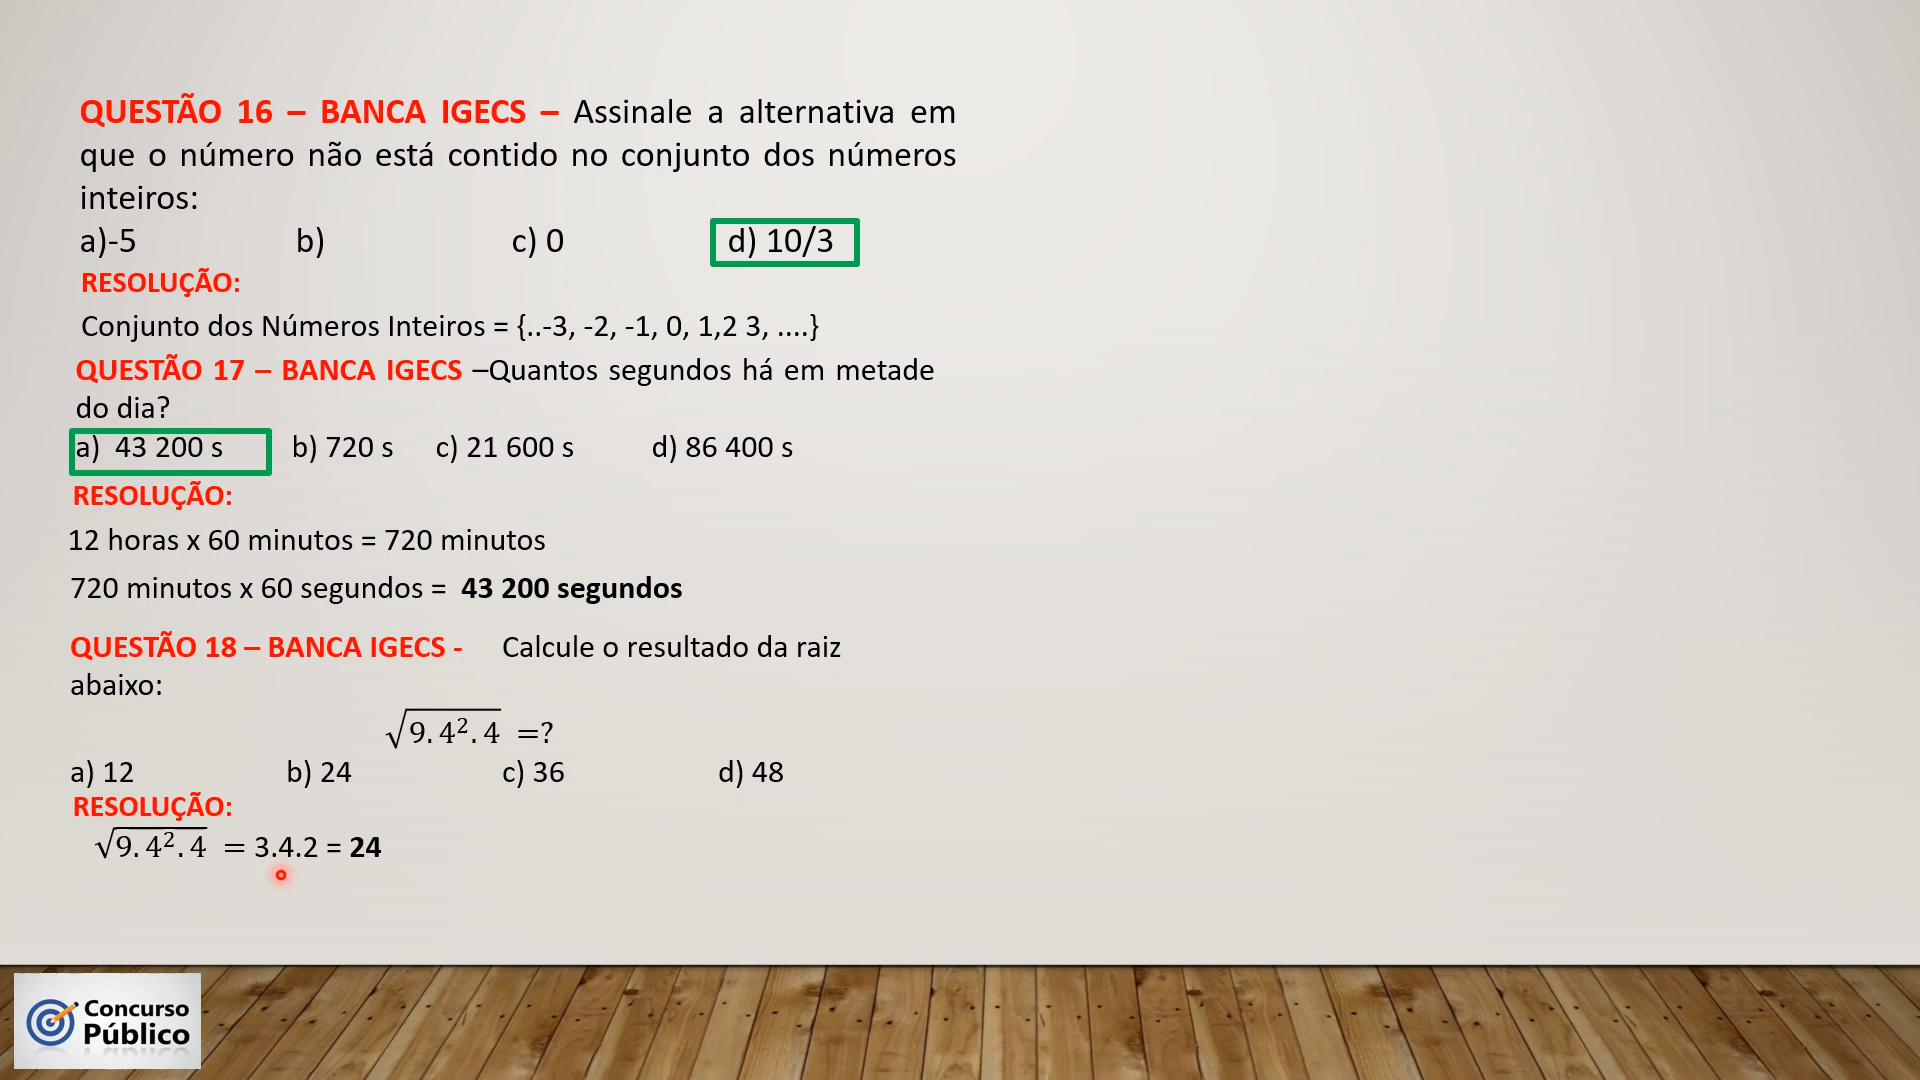 QUESTÃO 16 – BANCA IGECS – Assinale a alternativa em
que o número não está contido no conjunto dos números
inteiros:
a)-5 b) c) 0 d) 10/3
RESOLUÇÃO:
Conjunto dos Números Inteiros = {..-3, -2, -1, 0, 1,2 3, ....}
QUESTÃO 17 – BANCA IGECS –Quantos segundos há em metade
do dia?
a) 43 200 s b) 720 s c) 21 600 s d) 86 400 s
RESOLUÇÃO:
12 horas x 60 minutos = 720 minutos
720 minutos x 60 segundos = 43 200 segundos
QUESTÃO 18 – BANCA IGECS - Calcule o resultado da raiz
abaixo:
√9. 4². 4 =?
a) 12 b) 24 c) 36 d) 48
RESOLUÇÃO:
√9. 4². 4 = 3.4.2 = 24
Concurso
Público